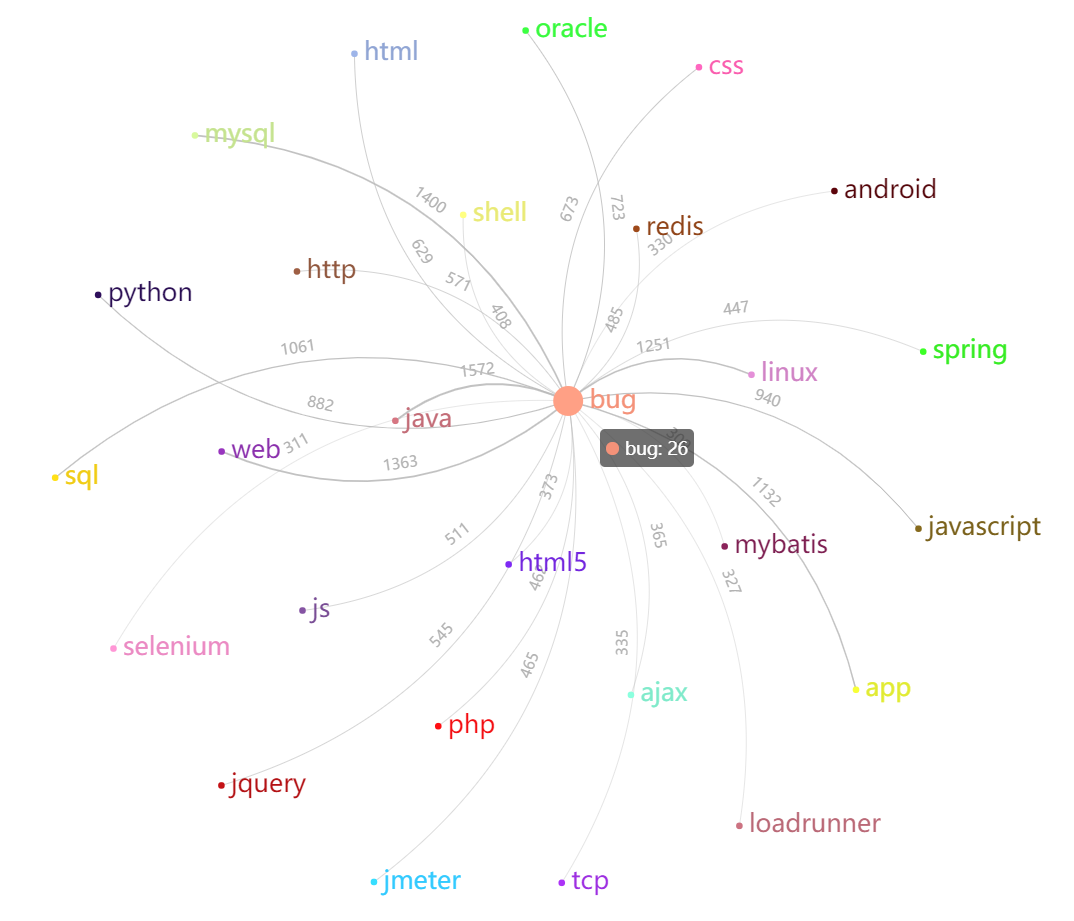 oracle
html
css
mysql
android
1400
shell
673
723
redis
330
629
http
571
python
408
485
447
1061
1251
spring
1572
linux
882
bug
940
java
web
311
1363
bug: 26
sql
373
1132
javascript
511
365
mybatis
html5
327
js
selenium
545
335
465
app
ajax
php
jquery
loadrunner
jmeter
tcp